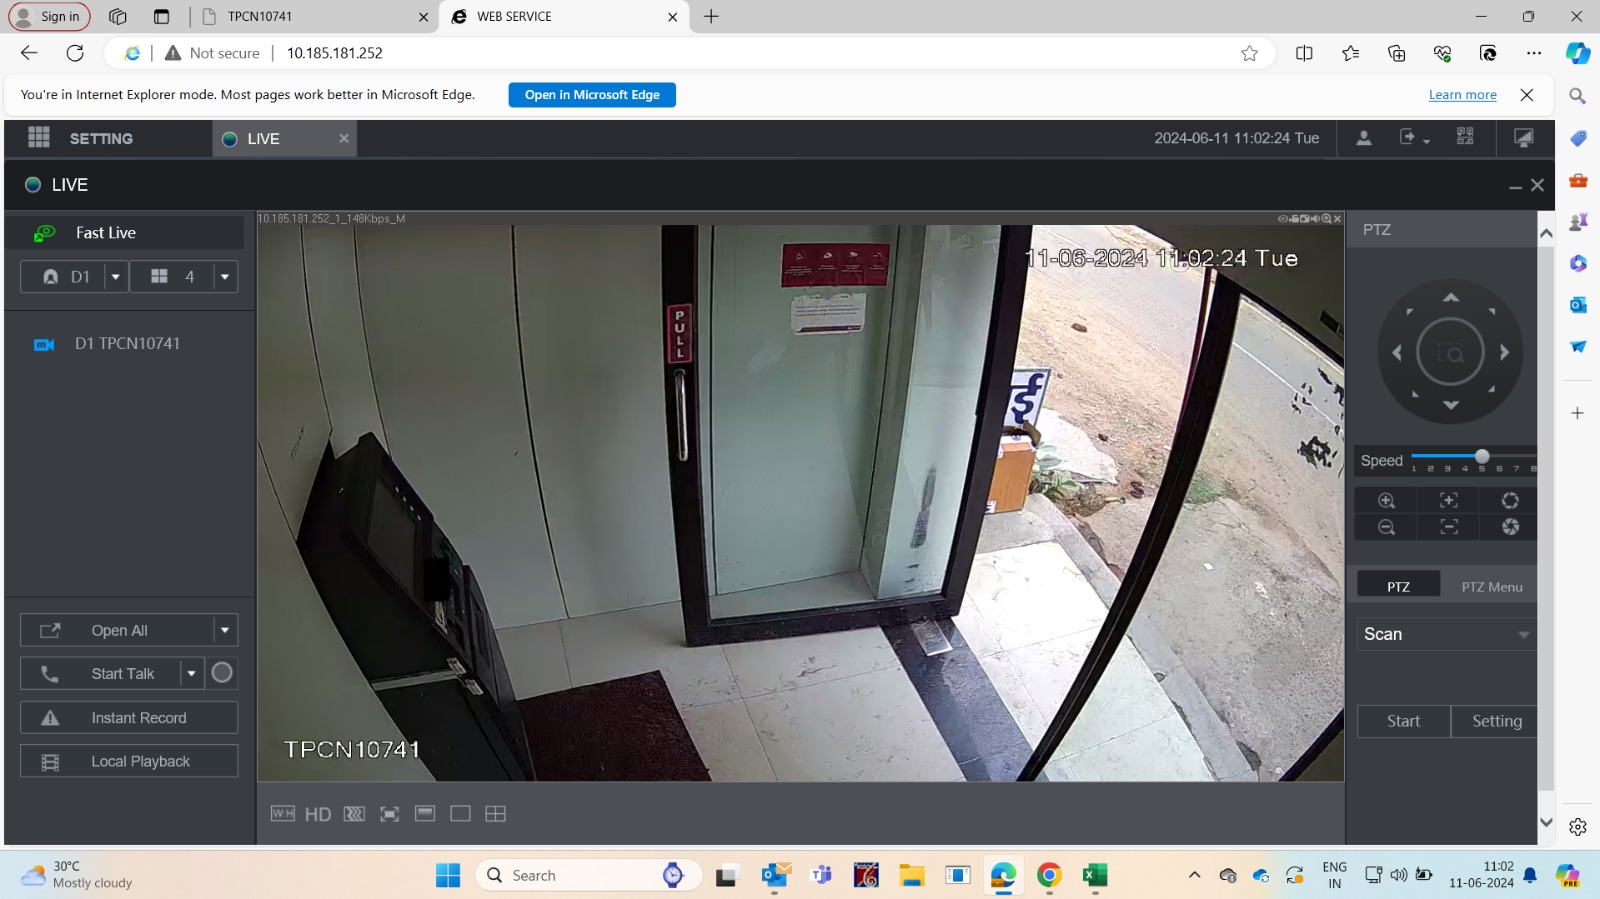 Sign in
TPCN10741
WEB SERVICE
Not secure
10.185.181.252
You're in Internet Explorer mode. Most pages work better in Microsoft Edge.
Open in Microsoft Edge
Learn more
SETTING
LIVE
2024-06-11 11:02:24 Tue
LIVE
Fast Live
D1
4
D1 TPCN10741
10.185.181.252_1_148Kbps_M
11-06-2024 11:02:24 Tue
PULL
ई
TPCN10741
PTZ
Speed
1 2 3 4 5 6 7 8
PTZ
PTZ Menu
Scan
Start
Setting
Open All
Start Talk
Instant Record
Local Playback
W:H
HD
30°C
Mostly cloudy
Search
ENG
IN
11:02
11-06-2024
PRE